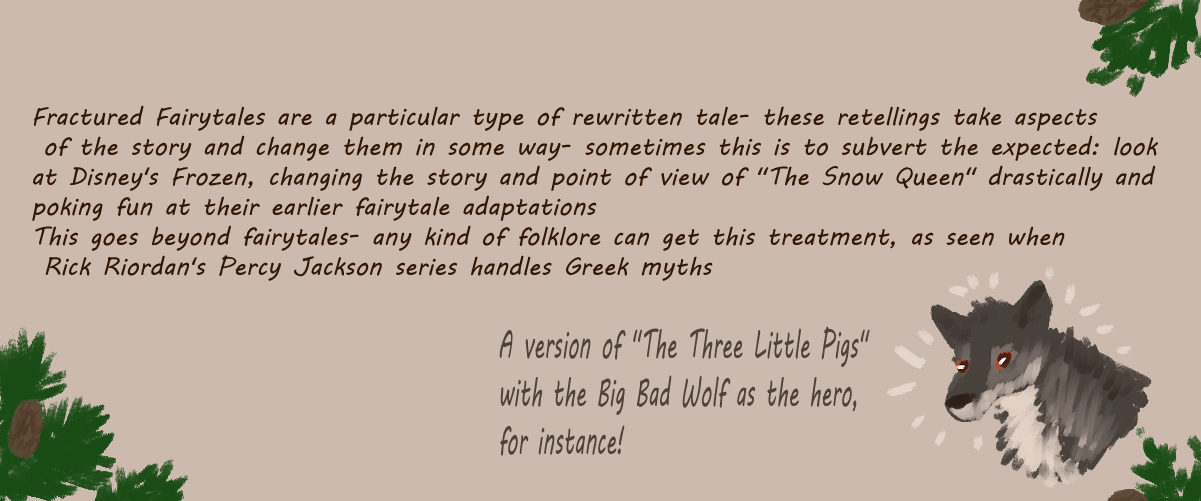 Fractured Fairytales are a particular type of rewritten tale- these retellings take aspects
of the story and change them in some way- sometimes this is to subvert the expected: look
at Disney's Frozen, changing the story and point of view of "The Snow Queen" drastically and
poking fun at their earlier fairytale adaptations
This goes beyond fairytales- any kind of folklore can get this treatment, as seen when
Rick Riordan's Percy Jackson series handles Greek myths
A version of "The Three Little Pigs"
with the Big Bad Wolf as the hero,
for instance!